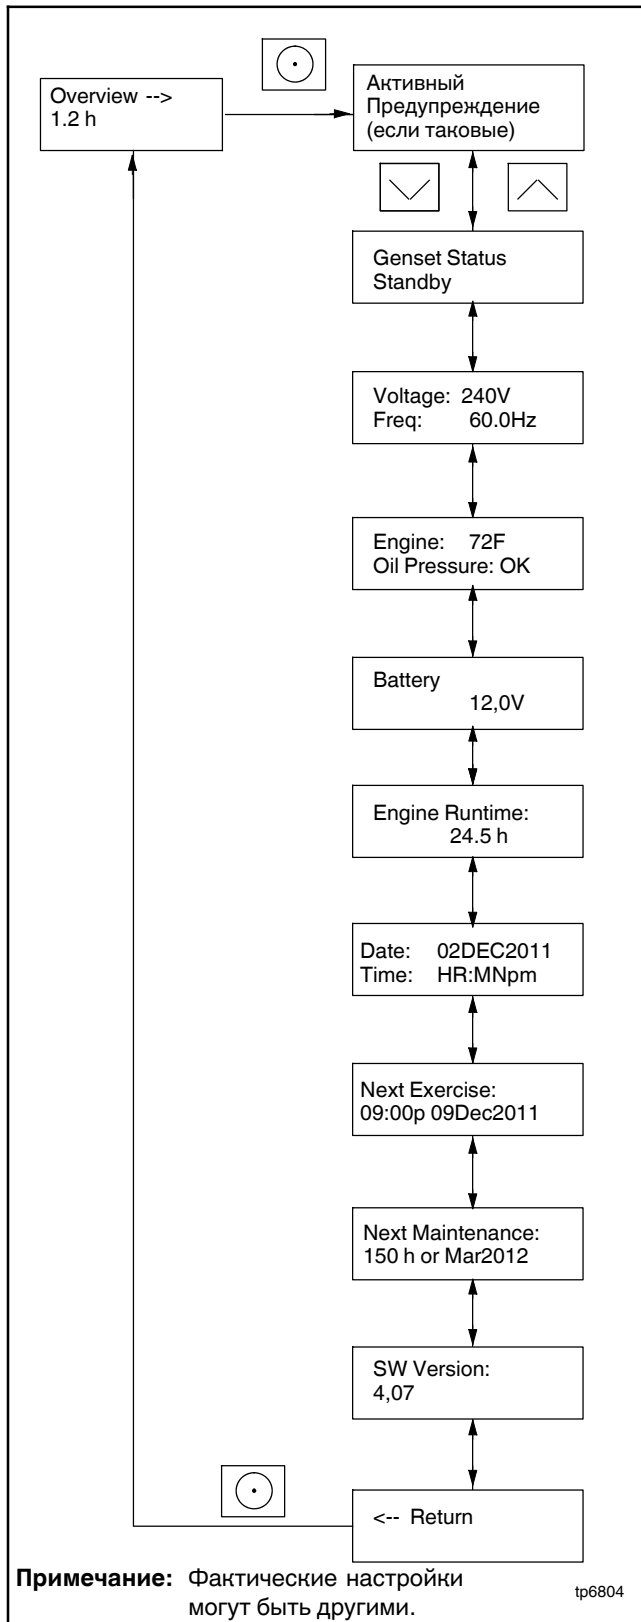 Overview -->
1.2 h
Активный
Предупреждение
(если таковые)
Genset Status
Standby
Voltage: 240V
Freq: 60.0Hz
Engine: 72F
Oil Pressure: OK
Battery
12,0V
Engine Runtime:
24.5 h
Date: 02DEC2011
Time: HR:MNpm
Next Exercise:
09:00p 09Dec2011
Next Maintenance:
150 h or Mar2012
SW Version:
4,07
<-- Return
Примечание: Фактические настройки
могут быть другими.
tp6804